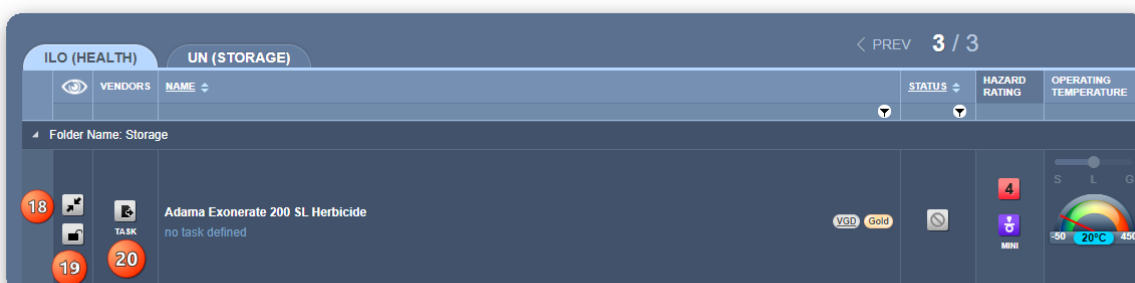 < PREV 3 / 3
ILO (HEALTH) UN (STORAGE)
VENDORS NAME STATUS HAZARD RATING OPERATING TEMPERATURE
Folder Name: Storage
18
19
TASK
20
Adama Exonerate 200 SL Herbicide
no task defined
VGD Gold
4
MINI
S L G
-50 20°C 450